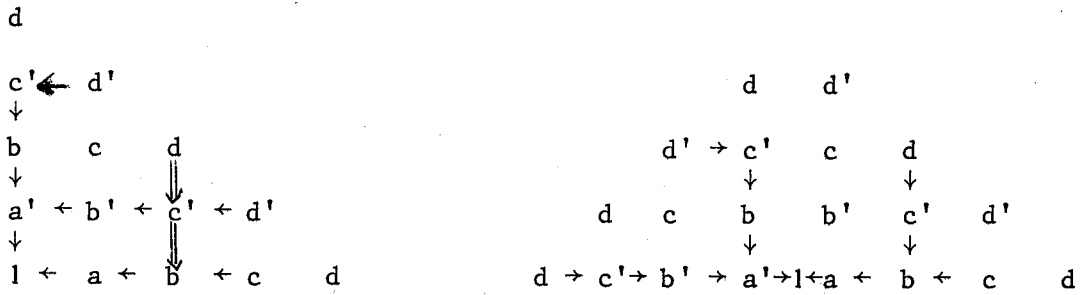 d
c' ← d' d d'
↓
b c d d' → c' c d
↓ ↓ ↓
a' ← b' ← c' ← d' d c b b' c' d'
↓ ↓ ↓
1 ← a ← b ← c d d → c' → b' → a' → 1 ← a ← b ← c d